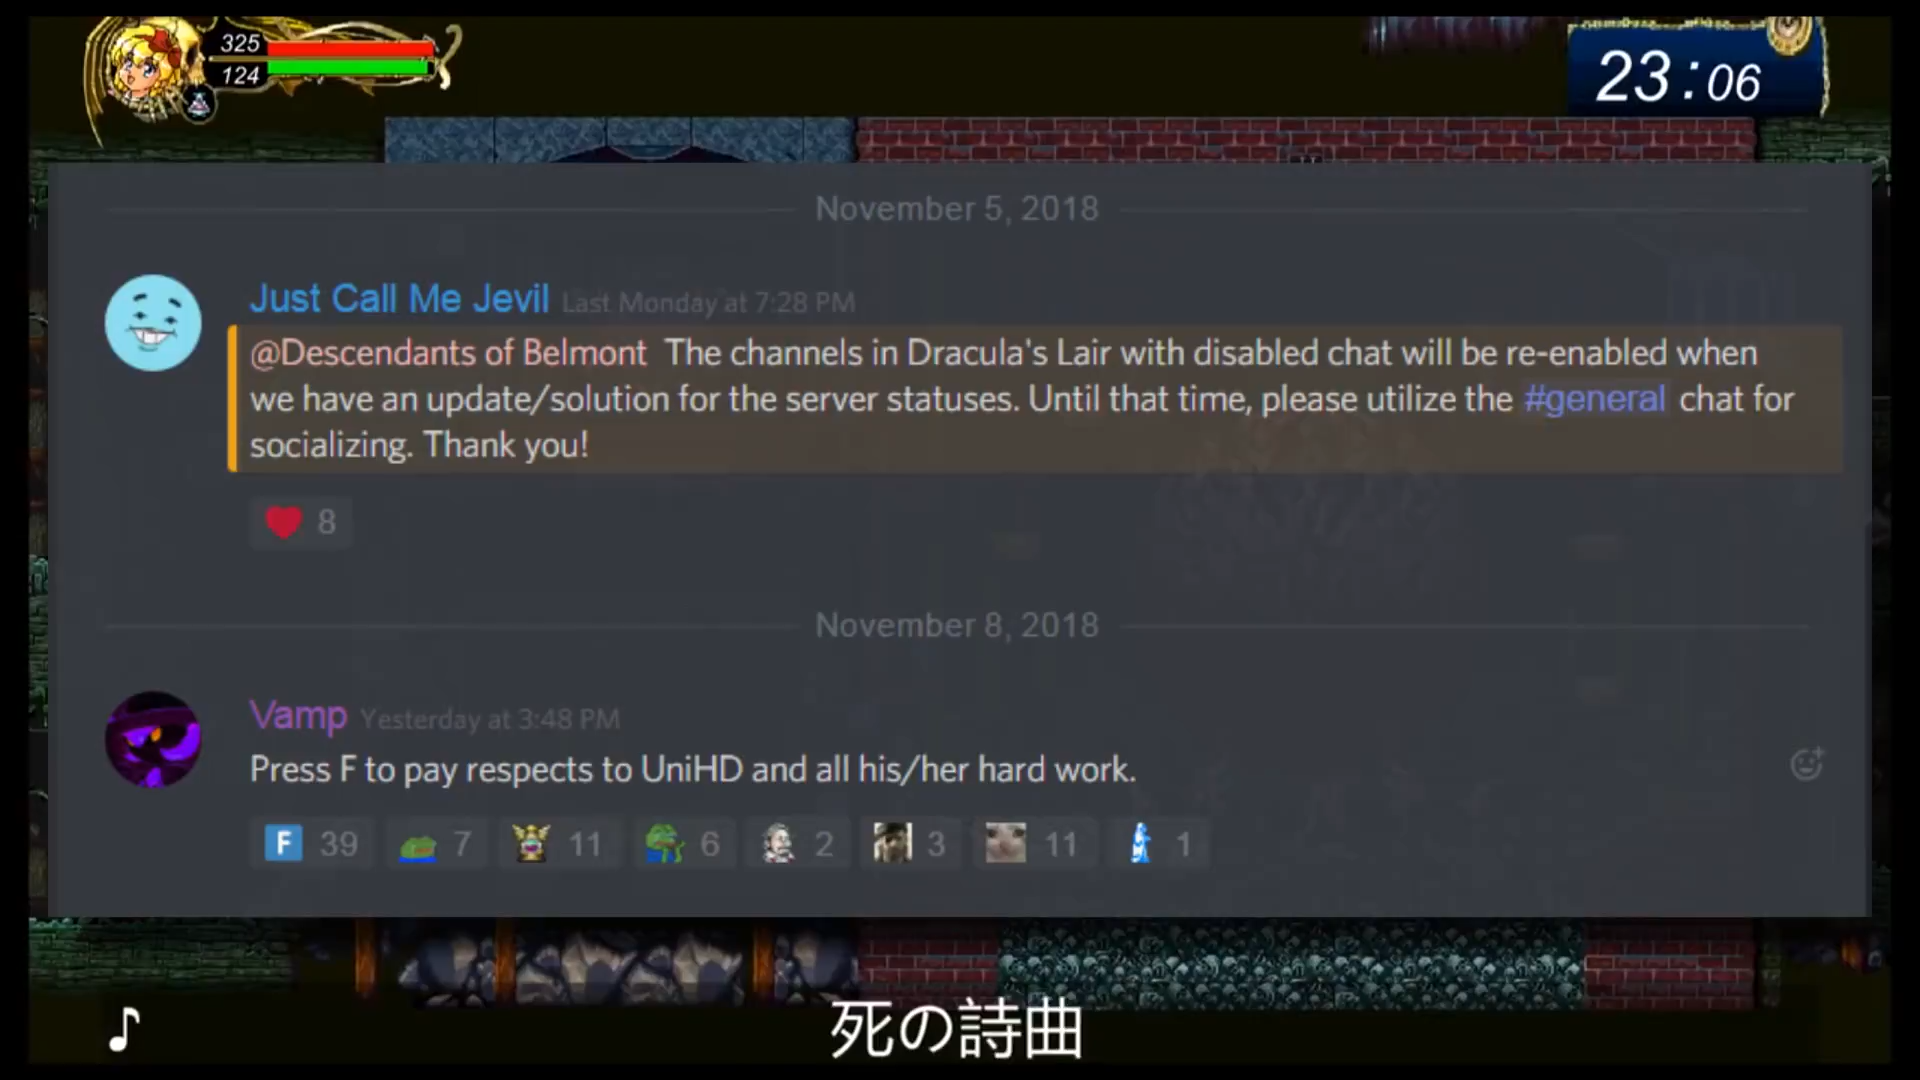 325
124
23:06
November 5, 2018
Just Call Me Jevil Last Monday at 7:28 PM
@Descendants of Belmont The channels in Dracula's Lair with disabled chat will be re-enabled when
we have an update/solution for the server statuses. Until that time, please utilize the #general chat for
socializing. Thank you!
8
November 8, 2018
Vamp Yesterday at 3:48 PM
Press F to pay respects to UniHD and all his/her hard work.
F 39 7 11 6 2 3 11 1
♪ 死の詩曲